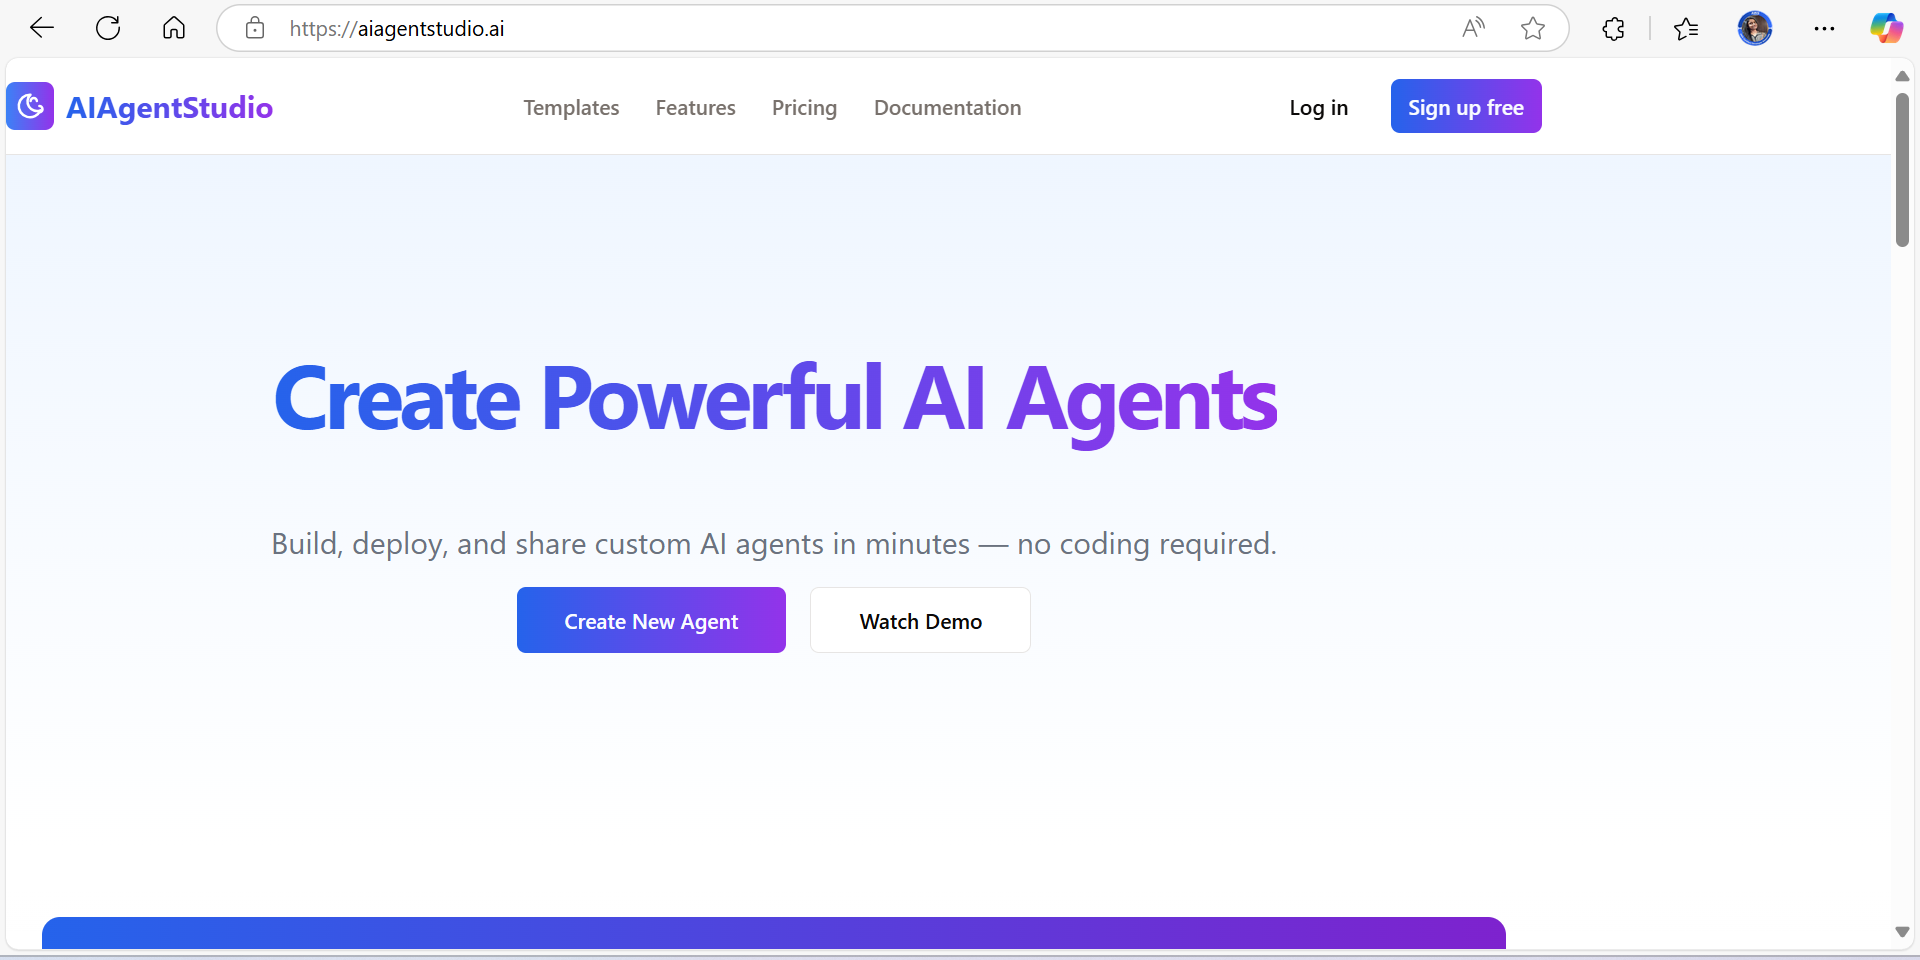 https://aiagentstudio.ai
AIAgentStudio
Templates
Features
Pricing
Documentation
Log in
Sign up free
Create Powerful AI Agents
Build, deploy, and share custom AI agents in minutes — no coding required.
Create New Agent
Watch Demo